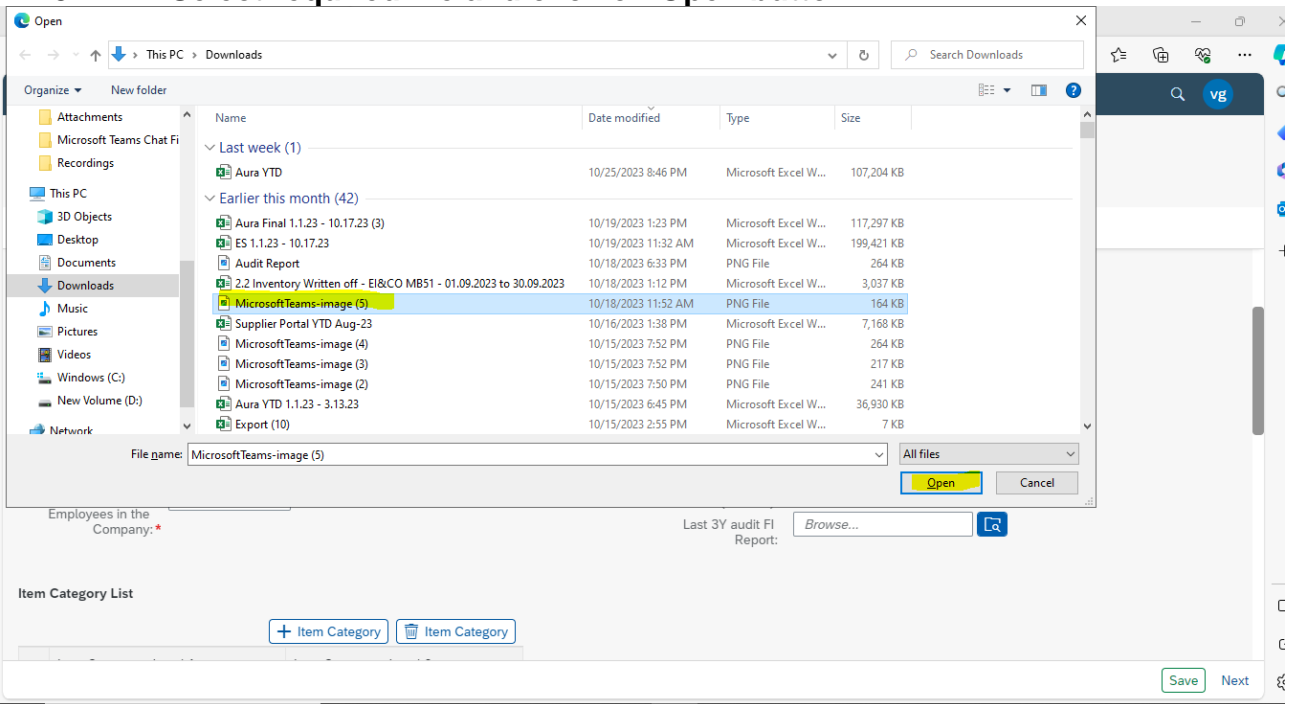 Select required file and click on Open button
Open
This PC > Downloads
Search Downloads
Organize
New folder
vg
Attachments
Microsoft Teams Chat Fi
Recordings
This PC
3D Objects
Desktop
Documents
Downloads
Music
Pictures
Videos
Windows (C:)
New Volume (D:)
Network
Name Date modified Type Size
Last week (1)
Aura YTD 10/25/2023 8:46 PM Microsoft Excel W... 107,204 KB
Earlier this month (42)
Aura Final 1.1.23 - 10.17.23 (3) 10/19/2023 1:23 PM Microsoft Excel W... 117,297 KB
ES 1.1.23 - 10.17.23 10/19/2023 11:32 AM Microsoft Excel W... 199,421 KB
Audit Report 10/18/2023 6:33 PM PNG File 264 KB
2.2 Inventory Written off - EI&CO MB51 - 01.09.2023 to 30.09.2023 10/18/2023 1:12 PM Microsoft Excel W... 3,037 KB
MicrosoftTeams-image (5) 10/18/2023 11:52 AM PNG File 164 KB
Supplier Portal YTD Aug-23 10/16/2023 1:38 PM Microsoft Excel W... 7,168 KB
MicrosoftTeams-image (4) 10/15/2023 7:52 PM PNG File 264 KB
MicrosoftTeams-image (3) 10/15/2023 7:52 PM PNG File 217 KB
MicrosoftTeams-image (2) 10/15/2023 7:50 PM PNG File 241 KB
Aura YTD 1.1.23 - 3.13.23 10/15/2023 6:45 PM Microsoft Excel W... 36,930 KB
Export (10) 10/15/2023 2:55 PM Microsoft Excel W... 7 KB
File name: MicrosoftTeams-image (5) All files
Open Cancel
Employees in the
Company:*
Last 3Y audit FI
Report:
Browse...
Item Category List
+ Item Category
Item Category
Save Next